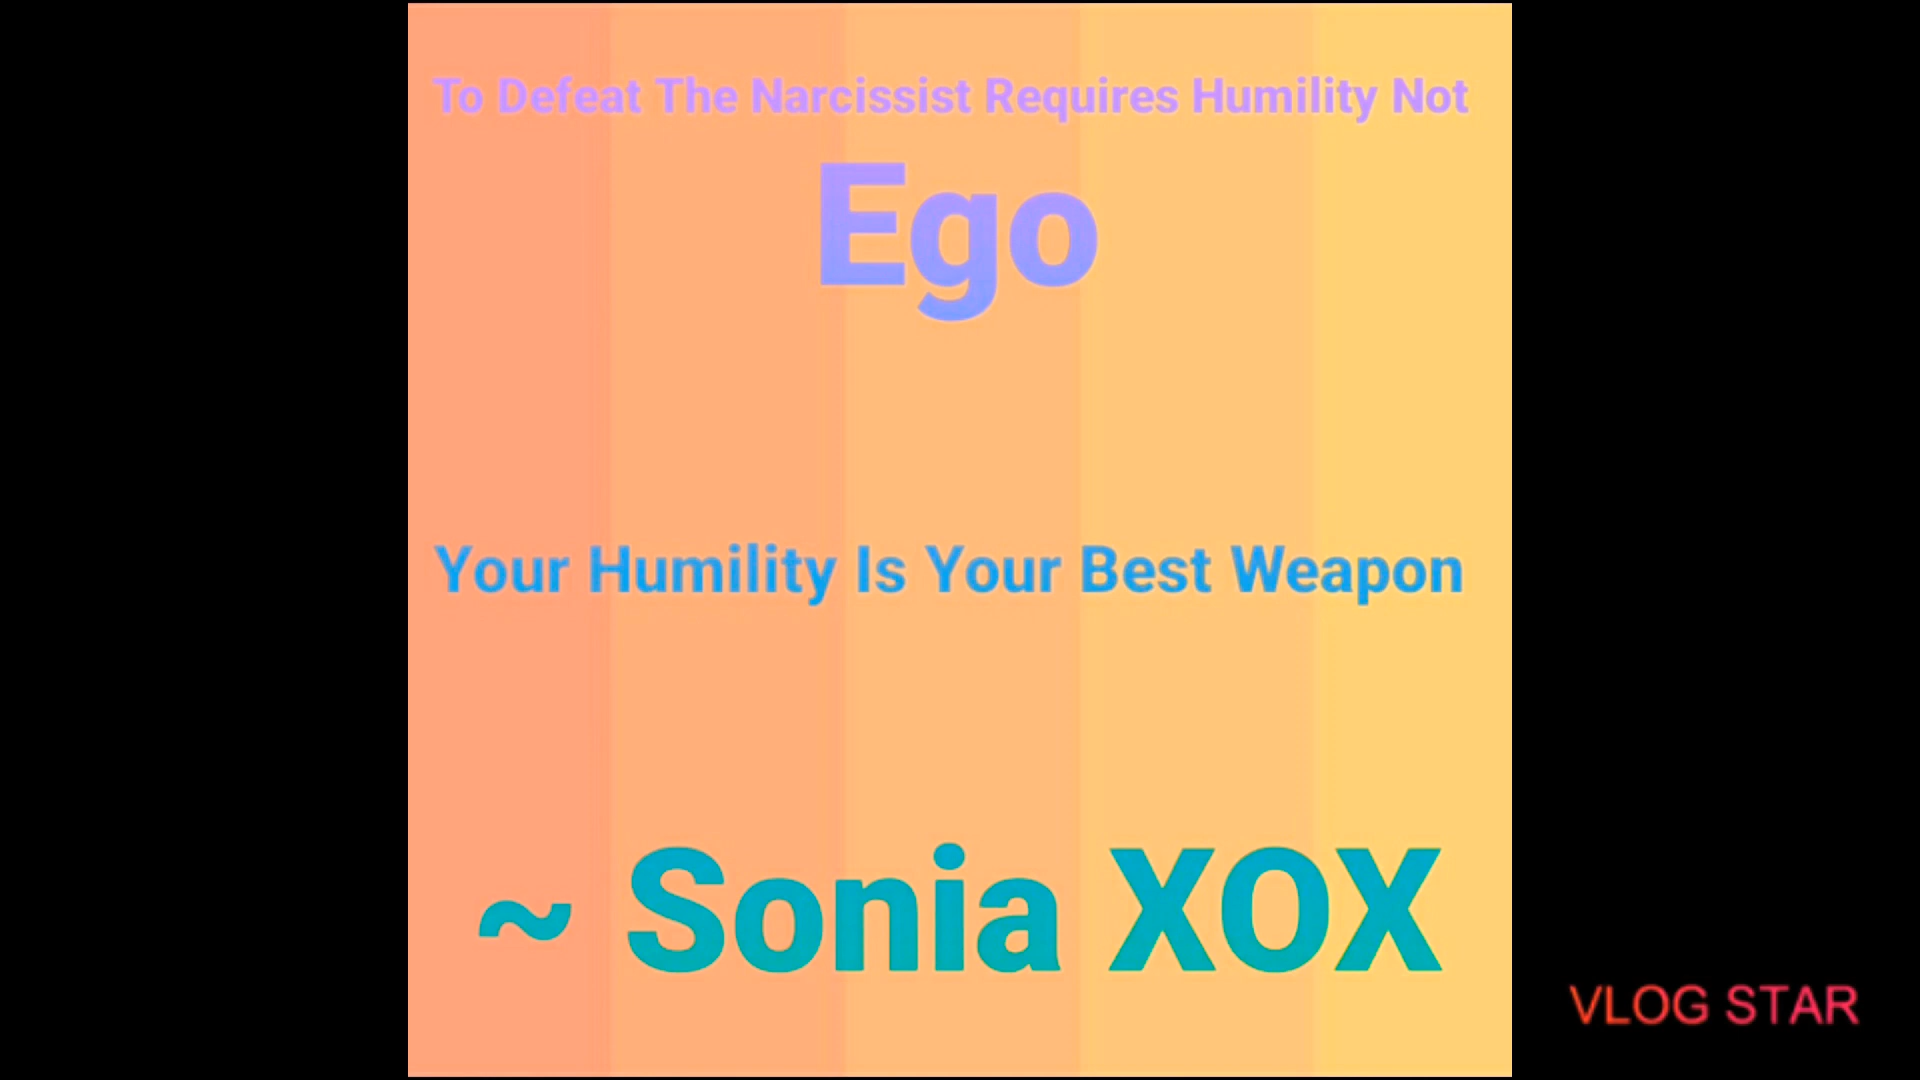 To Defeat The Narcissist Requires Humility Not
Ego
Your Humility Is Your Best Weapon
~ Sonia XOX
VLOG STAR